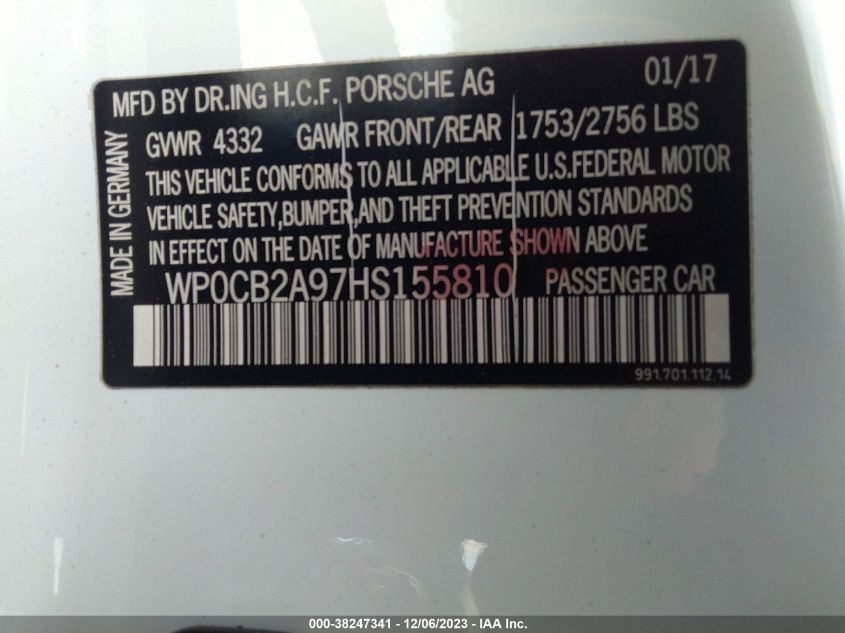 MFD BY DR.ING H.C.F. PORSCHE AG 01/17
GVWR 4332 GAWR FRONT/REAR 1753/2756 LBS
THIS VEHICLE CONFORMS TO ALL APPLICABLE U.S.FEDERAL MOTOR
VEHICLE SAFETY,BUMPER,AND THEFT PREVENTION STANDARDS
IN EFFECT ON THE DATE OF MANUFACTURE SHOWN ABOVE
WP0CB2A97HS155810 PASSENGER CAR
991.701.112.14
MADE IN GERMANY
000-38247341 - 12/06/2023 - IAA Inc.